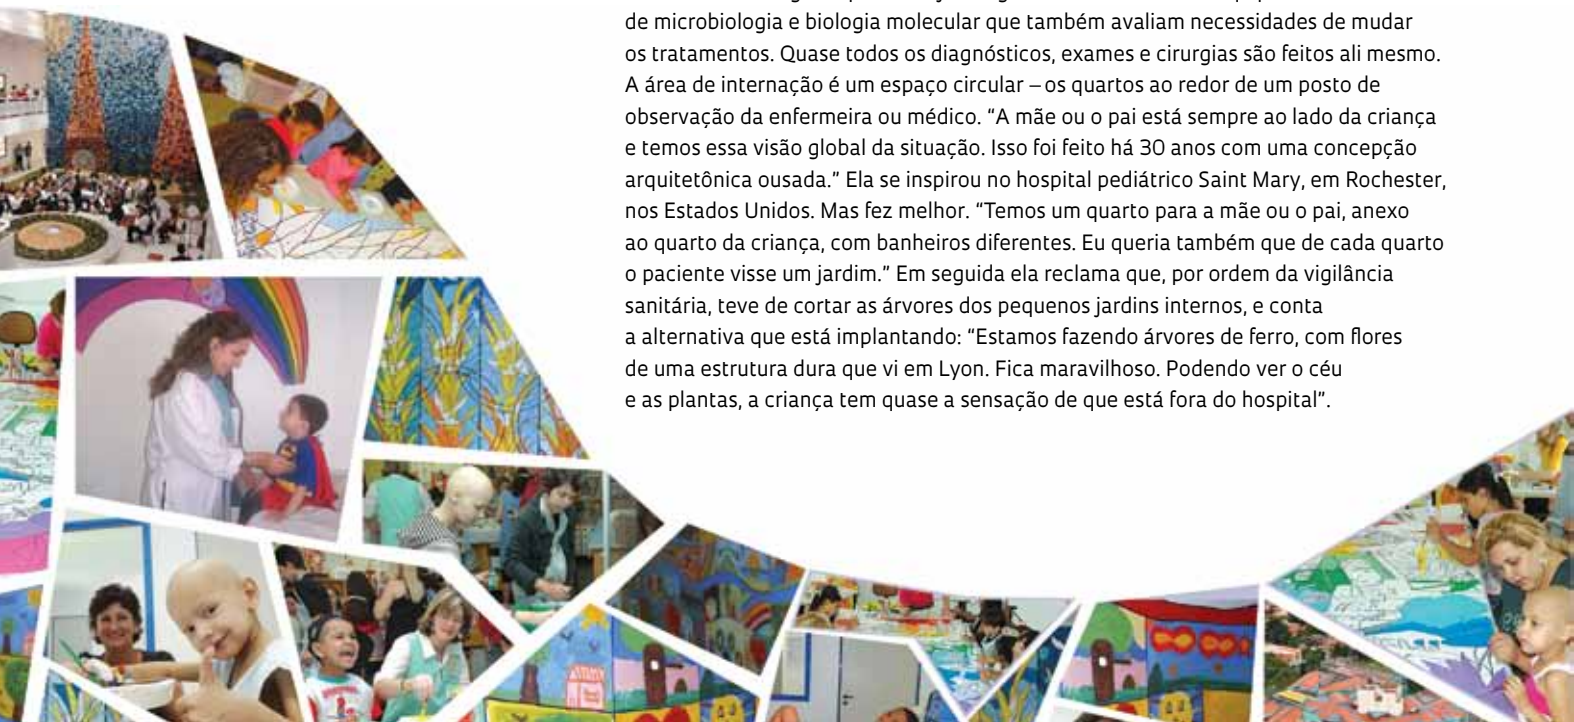 de microbiologia e biologia molecular que também avaliam necessidades de mudar
os tratamentos. Quase todos os diagnósticos, exames e cirurgias são feitos ali mesmo.
A área de internação é um espaço circular – os quartos ao redor de um posto de
observação da enfermeira ou médico. “A mãe ou o pai está sempre ao lado da criança
e temos essa visão global da situação. Isso foi feito há 30 anos com uma concepção
arquitetônica ousada.” Ela se inspirou no hospital pediátrico Saint Mary, em Rochester,
nos Estados Unidos. Mas fez melhor. “Temos um quarto para a mãe ou o pai, anexo
ao quarto da criança, com banheiros diferentes. Eu queria também que de cada quarto
o paciente visse um jardim.” Em seguida ela reclama que, por ordem da vigilância
sanitária, teve de cortar as árvores dos pequenos jardins internos, e conta
a alternativa que está implantando: “Estamos fazendo árvores de ferro, com flores
de uma estrutura dura que vi em Lyon. Fica maravilhoso. Podendo ver o céu
e as plantas, a criança tem quase a sensação de que está fora do hospital”.